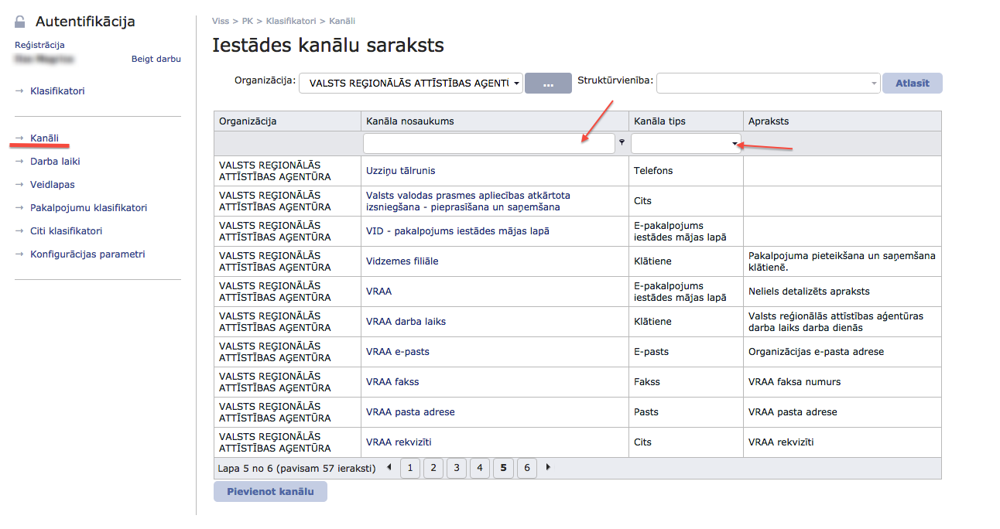 Autentifikācija
Reģistrācija
Beigt darbu
Klasifikatori
Kanāli
Darba laiki
Veidlapas
Pakalpojumu klasifikatori
Citi klasifikatori
Konfigurācijas parametri
Viss > PK > Klasifikatori > Kanāli
Iestādes kanālu saraksts
Organizācija: VALSTS REĢIONĀLĀS ATTĪSTĪBAS AĢENTŪ ... Struktūrvienība: Atlasīt
Organizācija Kanāla nosaukums Kanāla tips Apraksts
VALSTS REĢIONĀLĀS
ATTĪSTĪBAS AĢENTŪRA
Uzziņu tālrunis
Telefons
VALSTS REĢIONĀLĀS
ATTĪSTĪBAS AĢENTŪRA
Valsts valodas prasmes apliecības atkārtota
izsniegšana - pieprasīšana un saņemšana
Cits
VALSTS REĢIONĀLĀS
ATTĪSTĪBAS AĢENTŪRA
VID - pakalpojums iestādes mājas lapā
E-pakalpojums
iestādes mājas lapā
VALSTS REĢIONĀLĀS
ATTĪSTĪBAS AĢENTŪRA
Vidzemes filiāle
Klātiene
Pakalpojuma pieteikšana un saņemšana
klātienē.
VALSTS REĢIONĀLĀS
ATTĪSTĪBAS AĢENTŪRA
VRAA
E-pakalpojums
iestādes mājas lapā
Neliels detalizēts apraksts
VALSTS REĢIONĀLĀS
ATTĪSTĪBAS AĢENTŪRA
VRAA darba laiks
Klātiene
Valsts reģionālās attīstības aģentūras
darba laiks darba dienās
VALSTS REĢIONĀLĀS
ATTĪSTĪBAS AĢENTŪRA
VRAA e-pasts
E-pasts
Organizācijas e-pasta adrese
VALSTS REĢIONĀLĀS
ATTĪSTĪBAS AĢENTŪRA
VRAA fakss
Fakss
VRAA faksa numurs
VALSTS REĢIONĀLĀS
ATTĪSTĪBAS AĢENTŪRA
VRAA pasta adrese
Pasts
VRAA pasta adrese
VALSTS REĢIONĀLĀS
ATTĪSTĪBAS AĢENTŪRA
VRAA rekvizīti
Cits
VRAA rekvizīti
Lapa 5 no 6 (pavisam 57 ieraksti) 1 2 3 4 5 6
Pievienot kanālu